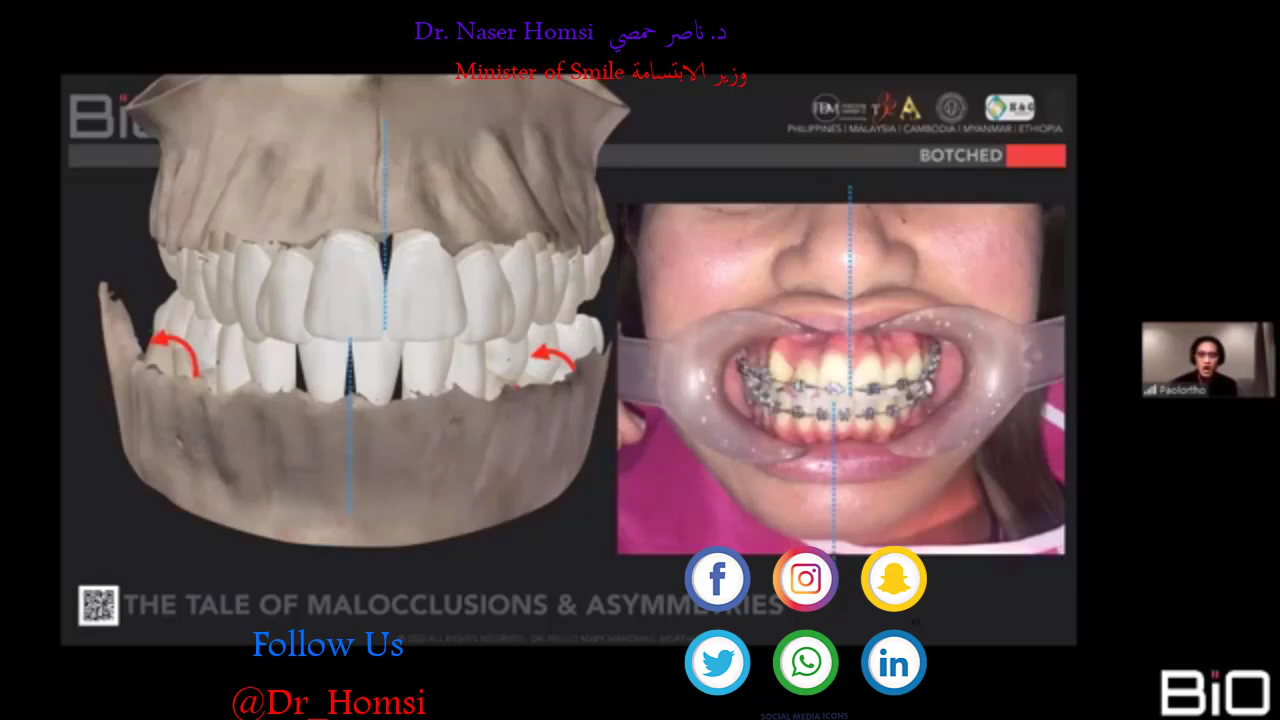 Dr. Naser Homsi د. ناصر حمصي
Minister of Smile وزير الابتسامة
PHILIPPINES | MALAYSIA | CAMBODIA | MYANMAR | ETHIOPIA
BOTCHED
Paolortho
THE TALE OF MALOCCLUSIONS & ASYMMETRIES
Follow Us
@Dr_Homsi
SOCIAL MEDIA ICONS
BiO